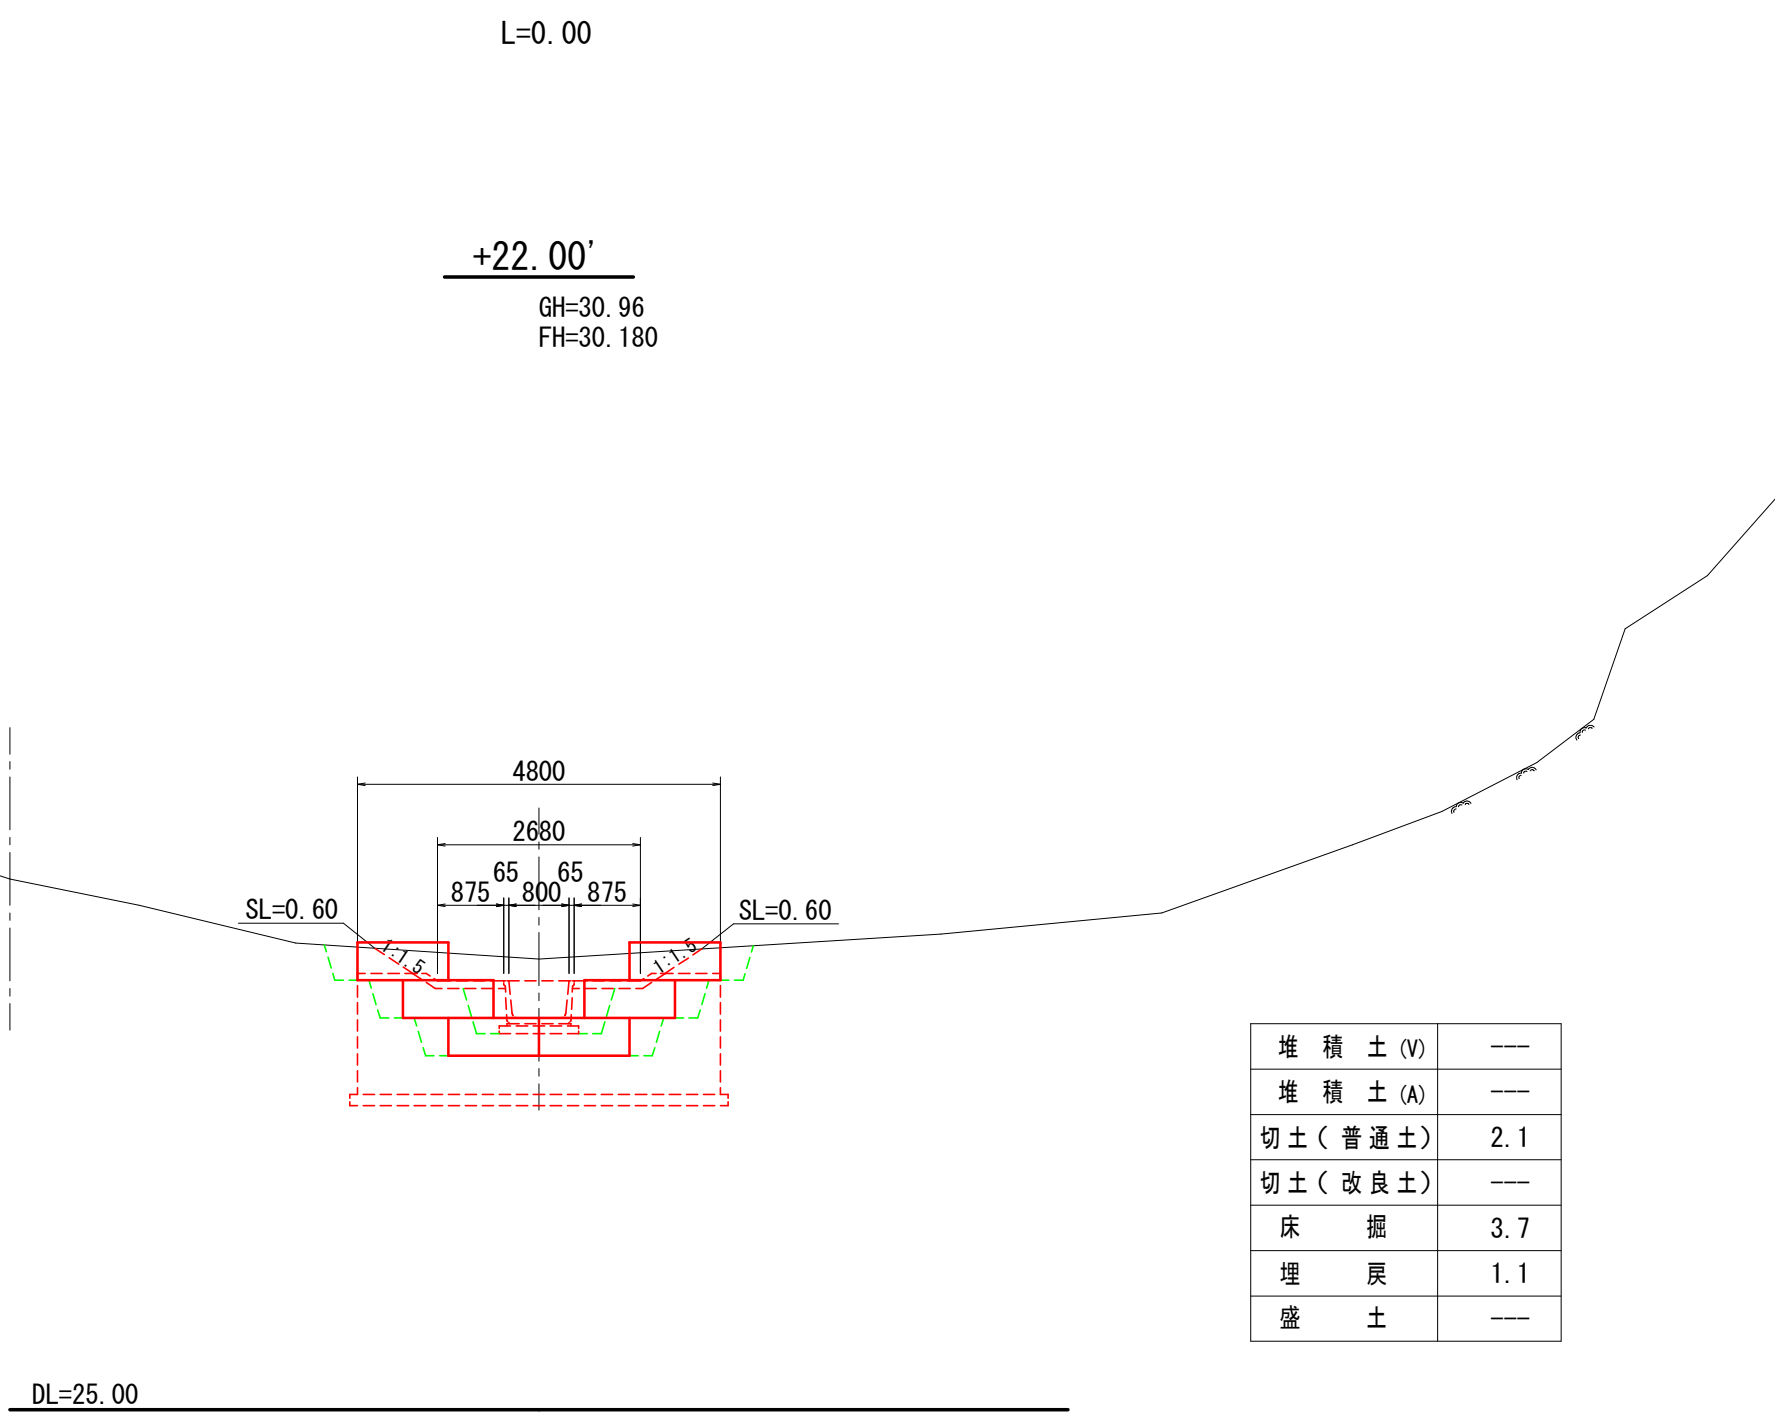 L=0.00
+22.00'
GH=30.96
FH=30.180
4800
2680
65 65
875 800 875
SL=0.60 SL=0.60
1:1.5 1:1.5
堆積土(V) ---
堆積土(A) ---
切土(普通土) 2.1
切土(改良土) ---
床掘 3.7
埋戻 1.1
盛土 ---
DL=25.00